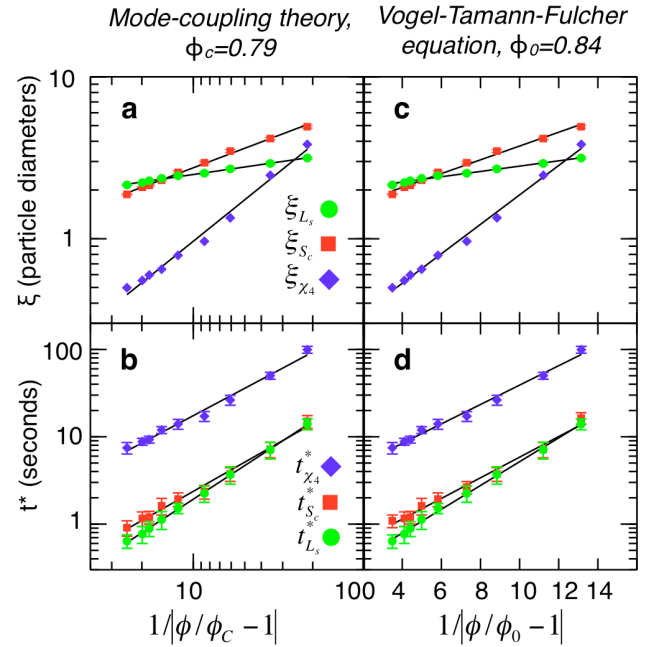 Mode-coupling theory,
ϕc=0.79
Vogel-Tamann-Fulcher
equation, ϕ0=0.84
a
c
10
1
ξ (particle diameters)
ξLs
ξSc
ξχ4
b
d
100
10
1
t* (seconds)
t*χ4
t*Sc
t*Ls
10
100
4
6
8
10
12
14
1/|ϕ/ϕC −1|
1/|ϕ/ϕ0 −1|